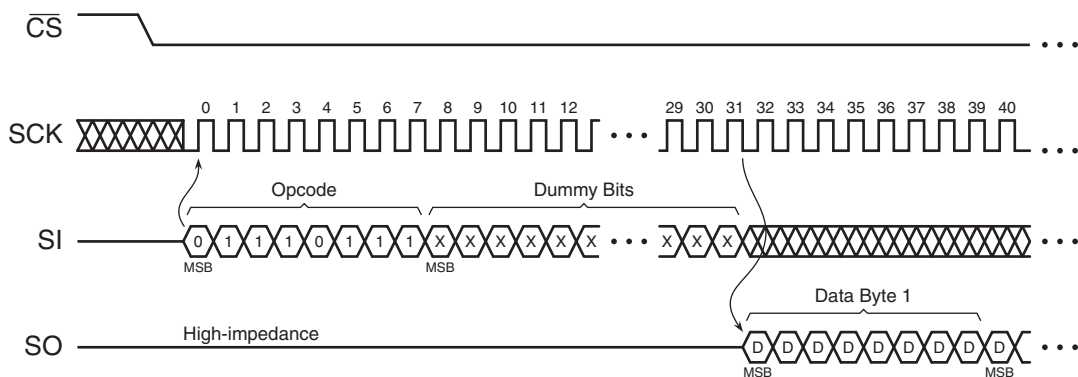 CS
SCK
0 1 2 3 4 5 6 7 8 9 10 11 12 29 30 31 32 33 34 35 36 37 38 39 40
Opcode Dummy Bits
SI
0 1 1 1 0 1 1 1 X X X X X X X X X
MSB MSB
Data Byte 1
High-impedance
SO
D D D D D D D D D
MSB MSB